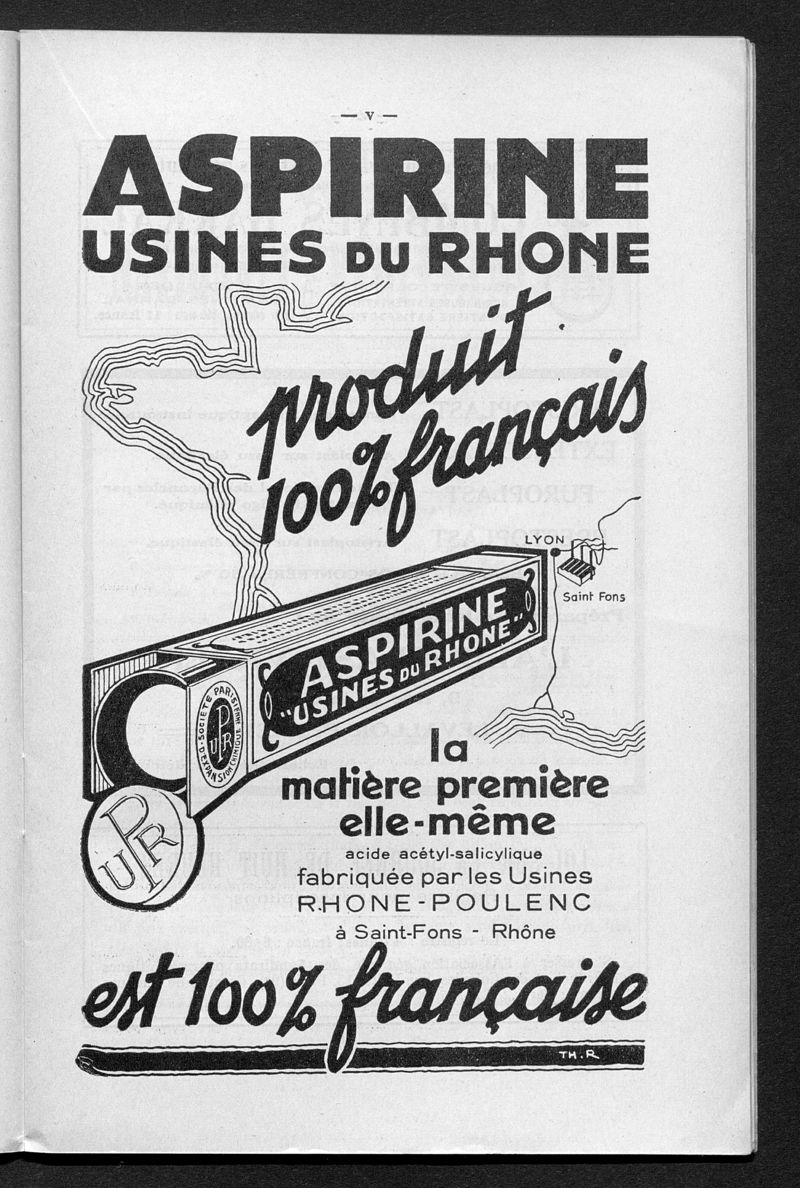 — V —
ASPIRINE
USINES DU RHONE
produit
100% français
LYON
Saint Fons
ASPIRINE
"USINES DU RHONE"
SOCIÉTÉ PARISIENNE
D'EXPANSION CHIMIQUE
UPR
UPR
la
matière première
elle-même
acide acétyl-salicylique
fabriquée par les Usines
RHONE-POULENC
à Saint-Fons - Rhône
est 100% française
TH.R